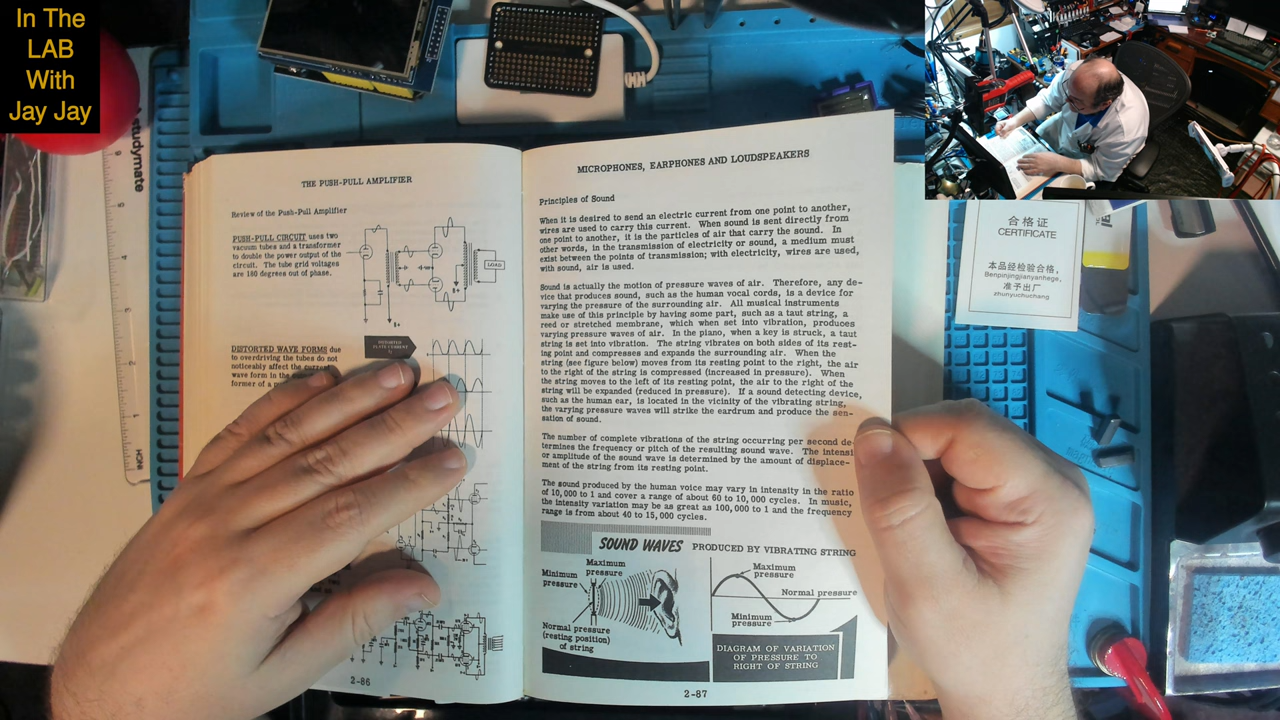 In The
LAB
With
Jay Jay
studymate
THE PUSH-PULL AMPLIFIER
Review of the Push-Pull Amplifier
PUSH-PULL CIRCUIT uses two
vacuum tubes and a transformer
to double the power output of the
circuit. The tube grid voltages
are 180 degrees out of phase.
LOAD
DISTORTED
PLATE CURRENT
DISTORTED WAVE FORMS due
to overdriving the tubes do not
noticeably affect the current
wave form in the
former of a
2-86
MICROPHONES, EARPHONES AND LOUDSPEAKERS
Principles of Sound
When it is desired to send an electric current from one point to another,
wires are used to carry this current. When sound is sent directly from
one point to another, it is the particles of air that carry the sound. In
other words, in the transmission of electricity or sound, a medium must
exist between the points of transmission; with electricity, wires are used,
with sound, air is used.
Sound is actually the motion of pressure waves of air. Therefore, any de-
vice that produces sound, such as the human vocal cords, is a device for
varying the pressure of the surrounding air. All musical instruments
make use of this principle by having some part, such as a taut string, a
reed or stretched membrane, which when set into vibration, produces
varying pressure waves of air. In the piano, when a key is struck, a taut
string is set into vibration. The string vibrates on both sides of its rest-
ing point and compresses and expands the surrounding air. When the
string (see figure below) moves from its resting point to the right, the air
to the right of the string is compressed (increased in pressure). When
the string moves to the left of its resting point, the air to the right of the
string will be expanded (reduced in pressure). If a sound detecting device,
such as the human ear, is located in the vicinity of the vibrating string,
the varying pressure waves will strike the eardrum and produce the sen-
sation of sound.
The number of complete vibrations of the string occurring per second de-
termines the frequency or pitch of the resulting sound wave. The intensi
or amplitude of the sound wave is determined by the amount of displace-
ment of the string from its resting point.
The sound produced by the human voice may vary in intensity in the ratio
of 10,000 to 1 and cover a range of about 60 to 10,000 cycles. In music,
the intensity variation may be as great as 100,000 to 1 and the frequency
range is from about 40 to 15,000 cycles.
SOUND WAVES PRODUCED BY VIBRATING STRING
Maximum
pressure
Minimum
pressure
Normal pressure
(resting position)
of string
Maximum
pressure
Normal pressure
Minimum
pressure
DIAGRAM OF VARIATION
OF PRESSURE TO
RIGHT OF STRING
2-87
合格证
CERTIFICATE
本品经检验合格,
Benpinjingjianyanhege,
准予出厂
zhunyuchuchang